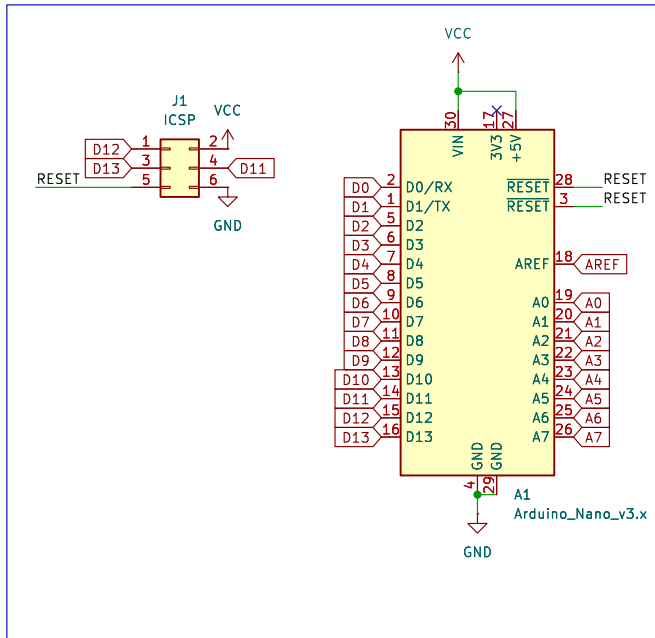 VCC
J1
ICSP
VCC
D12 1 2
D13 3 4 D11
RESET 5 6
GND
30 17 27
VIN 3V3 +5V
D0 2 D0/RX RESET 28 RESET
D1 1 D1/TX RESET 3 RESET
D2 5 D2
D3 6 D3
D4 7 D4 AREF 18 AREF
D5 8 D5
D6 9 D6 A0 19 A0
D7 10 D7 A1 20 A1
D8 11 D8 A2 21 A2
D9 12 D9 A3 22 A3
D10 13 D10 A4 23 A4
D11 14 D11 A5 24 A5
D12 15 D12 A6 25 A6
D13 16 D13 A7 26 A7
GND GND
4 29
A1
Arduino_Nano_v3.x
GND